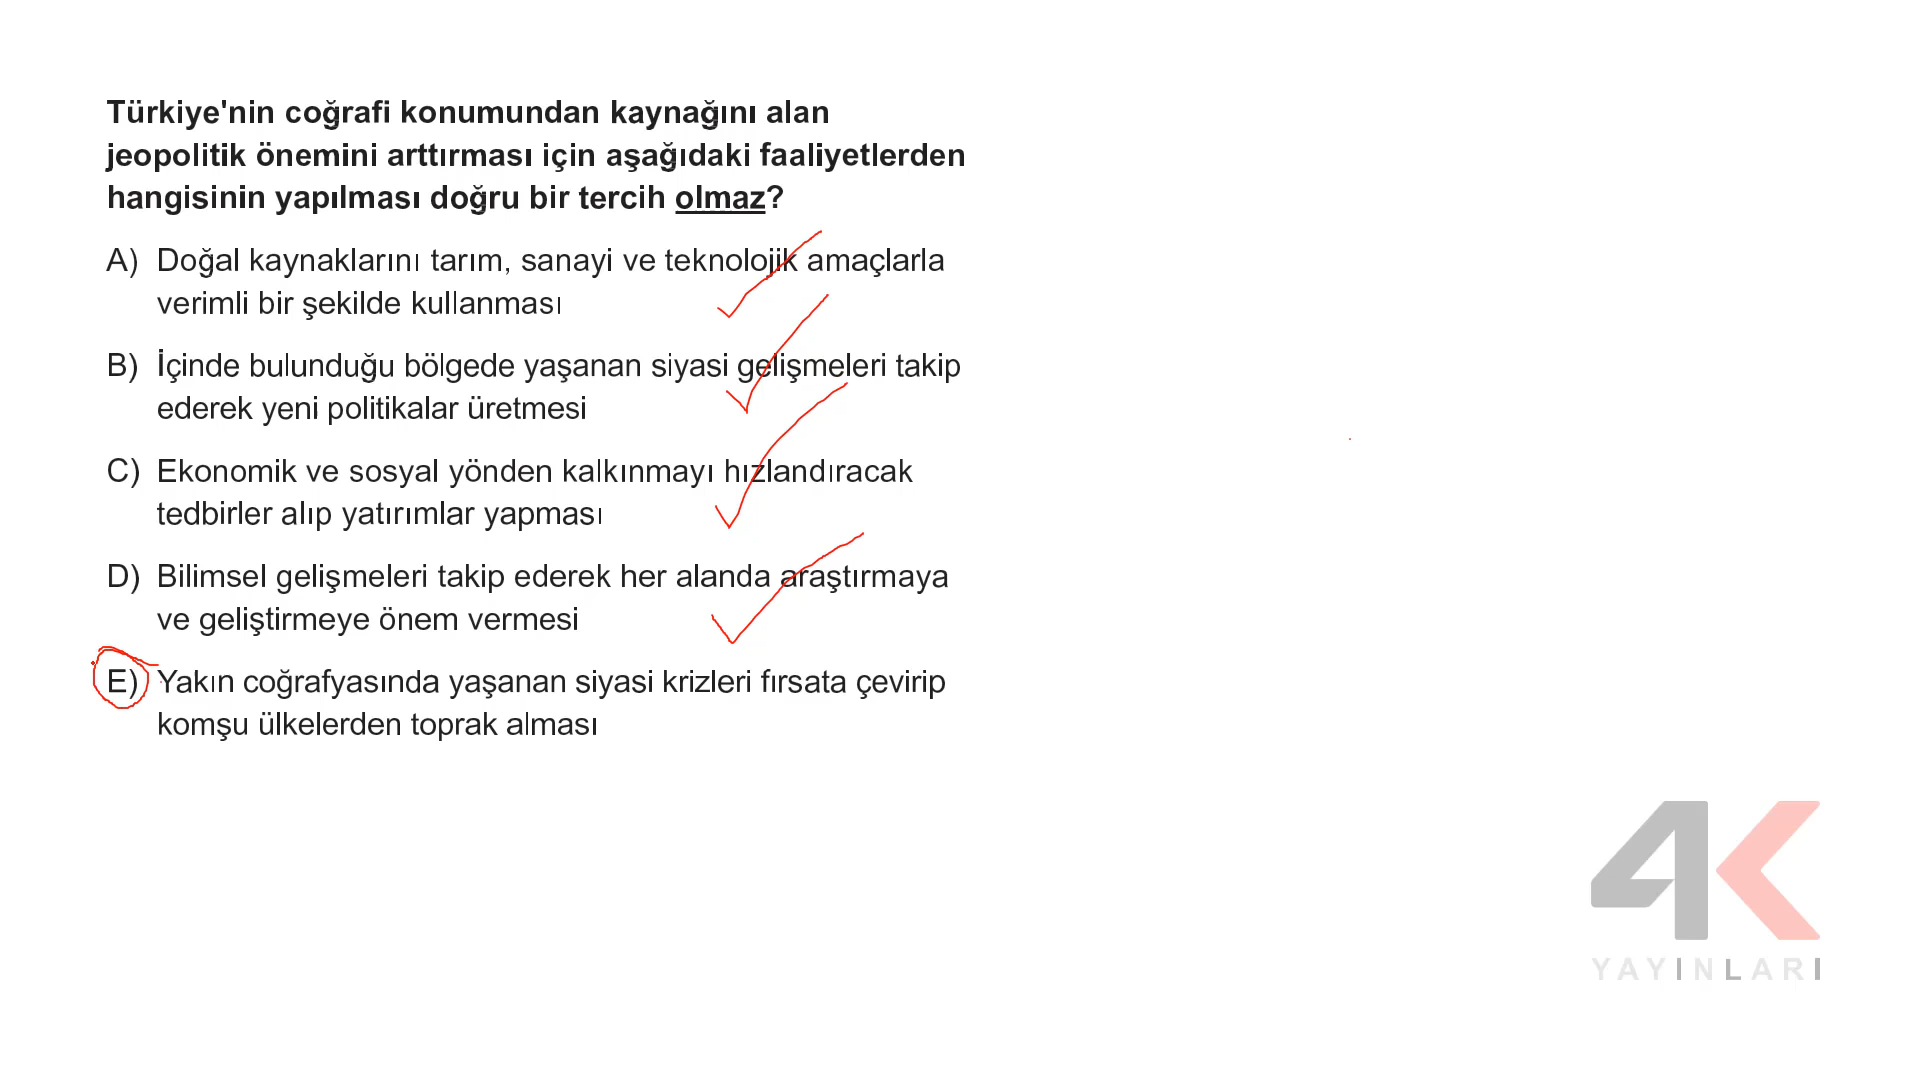 Türkiye'nin coğrafi konumundan kaynağını alan
jeopolitik önemini arttırması için aşağıdaki faaliyetlerden
hangisinin yapılması doğru bir tercih olmaz?
A) Doğal kaynaklarını tarım, sanayi ve teknolojik amaçlarla
verimli bir şekilde kullanması
B) İçinde bulunduğu bölgede yaşanan siyasi gelişmeleri takip
ederek yeni politikalar üretmesi
C) Ekonomik ve sosyal yönden kalkınmayı hızlandıracak
tedbirler alıp yatırımlar yapması
D) Bilimsel gelişmeleri takip ederek her alanda araştırmaya
ve geliştirmeye önem vermesi
E) Yakın coğrafyasında yaşanan siyasi krizleri fırsata çevirip
komşu ülkelerden toprak alması
4K
YAYINLARI